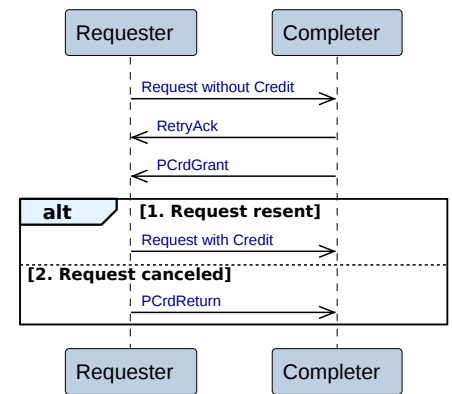 Requester Completer
Request without Credit
RetryAck
PCrdGrant
alt [1. Request resent]
Request with Credit
[2. Request canceled]
PCrdReturn
Requester Completer